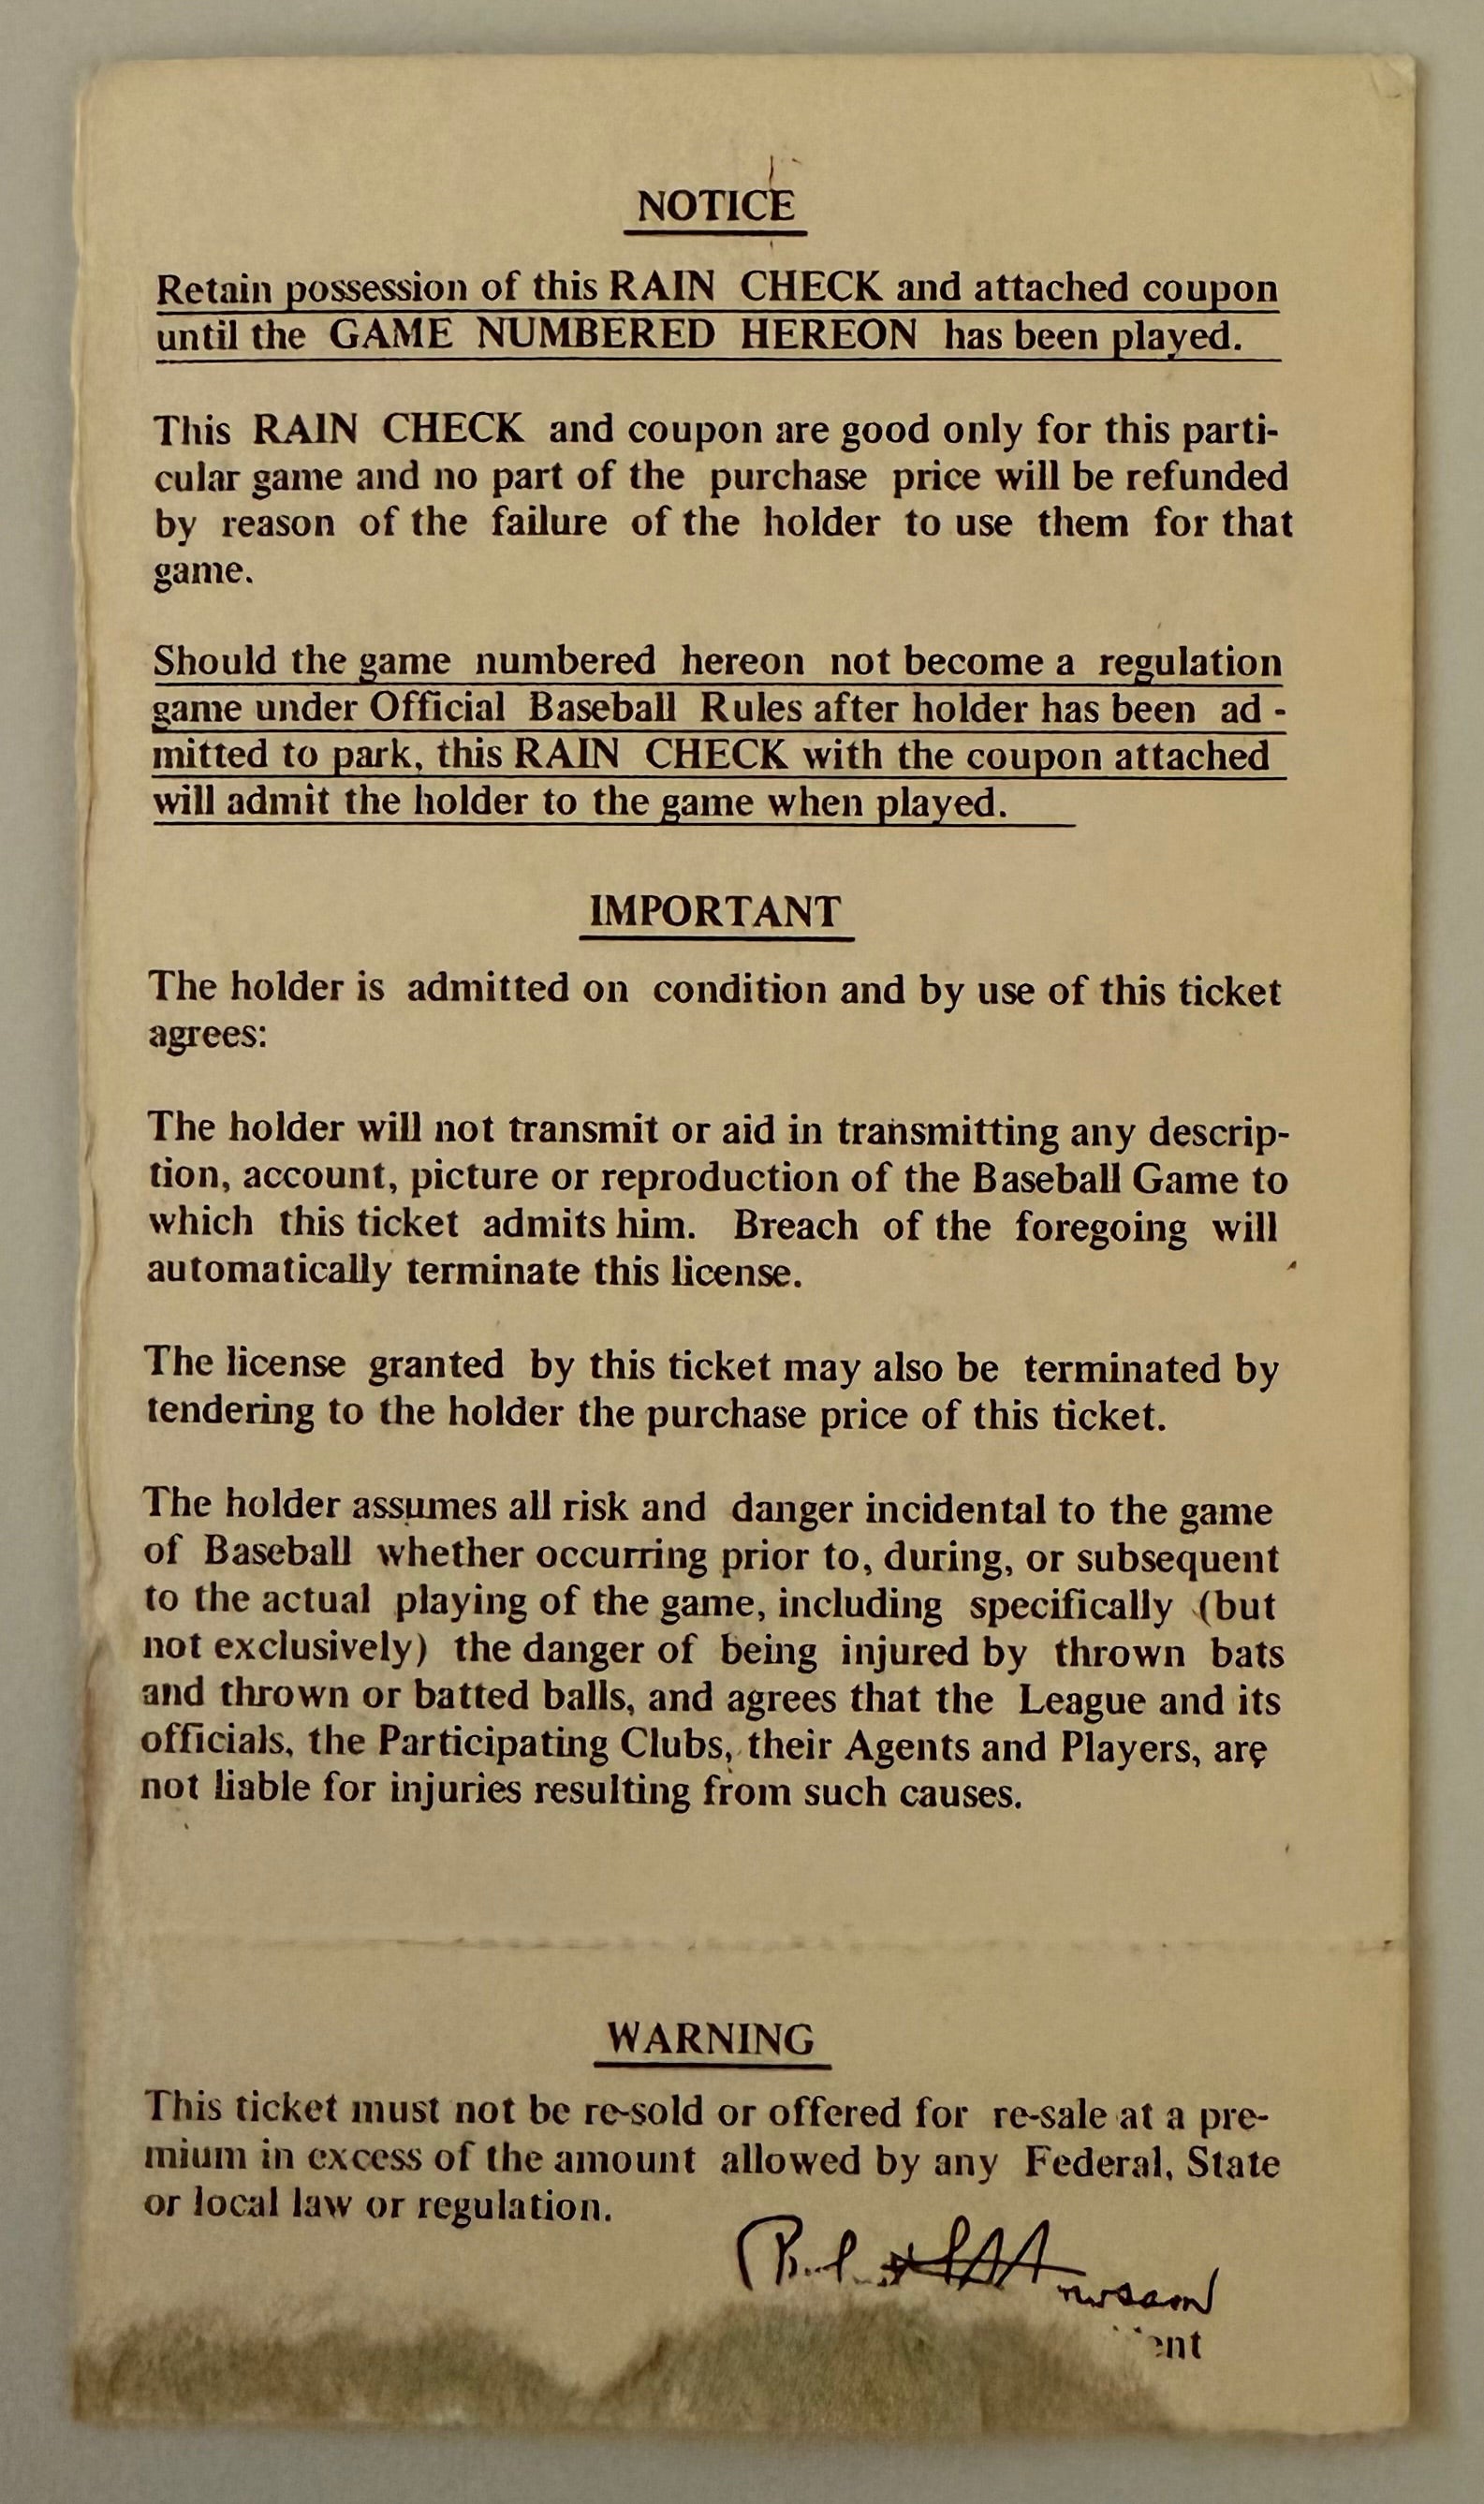 NOTICE
Retain possession of this RAIN CHECK and attached coupon
until the GAME NUMBERED HEREON has been played.
This RAIN CHECK and coupon are good only for this parti-
cular game and no part of the purchase price will be refunded
by reason of the failure of the holder to use them for that
game.
Should the game numbered hereon not become a regulation
game under Official Baseball Rules after holder has been ad -
mitted to park, this RAIN CHECK with the coupon attached
will admit the holder to the game when played.
IMPORTANT
The holder is admitted on condition and by use of this ticket
agrees:
The holder will not transmit or aid in transmitting any descrip-
tion, account, picture or reproduction of the Baseball Game to
which this ticket admits him. Breach of the foregoing will
automatically terminate this license.
The license granted by this ticket may also be terminated by
tendering to the holder the purchase price of this ticket.
The holder assumes all risk and danger incidental to the game
of Baseball whether occurring prior to, during, or subsequent
to the actual playing of the game, including specifically (but
not exclusively) the danger of being injured by thrown bats
and thrown or batted balls, and agrees that the League and its
officials, the Participating Clubs, their Agents and Players, are
not liable for injuries resulting from such causes.
WARNING
This ticket must not be re-sold or offered for re-sale at a pre-
mium in excess of the amount allowed by any Federal, State
or local law or regulation.